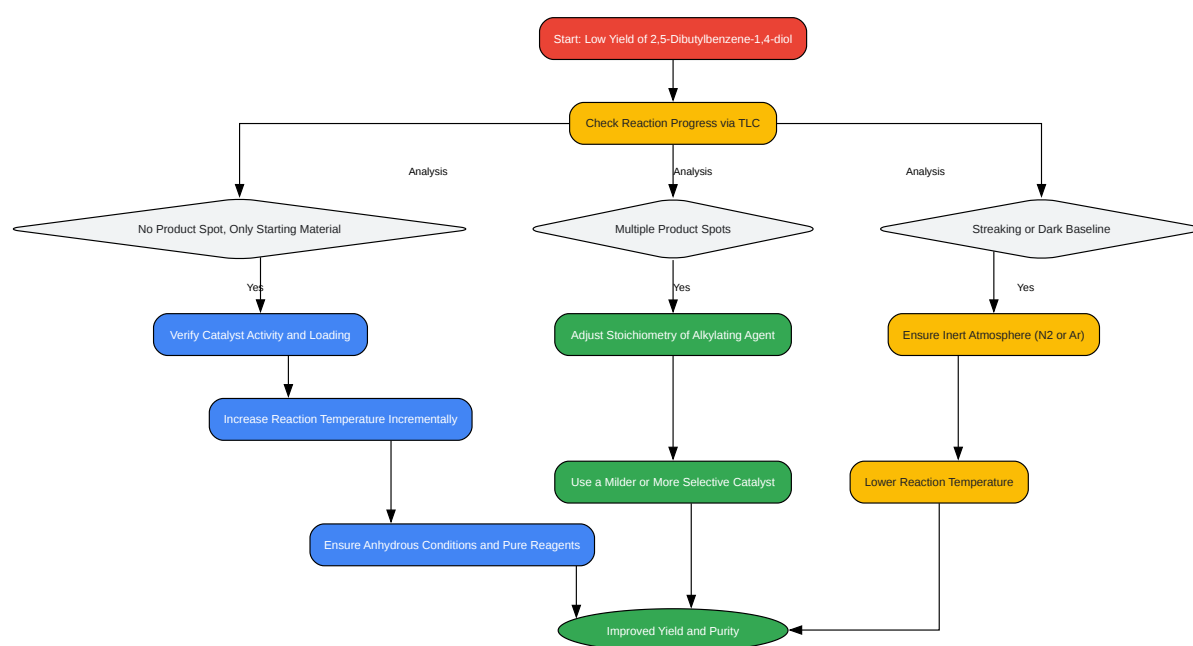 Start: Low Yield of 2,5-Dibutylbenzene-1,4-diol
Check Reaction Progress via TLC
Analysis
Analysis
Analysis
No Product Spot, Only Starting Material
Multiple Product Spots
Streaking or Dark Baseline
Yes
Yes
Yes
Verify Catalyst Activity and Loading
Adjust Stoichiometry of Alkylating Agent
Ensure Inert Atmosphere (N2 or Ar)
Increase Reaction Temperature Incrementally
Use a Milder or More Selective Catalyst
Lower Reaction Temperature
Ensure Anhydrous Conditions and Pure Reagents
Improved Yield and Purity